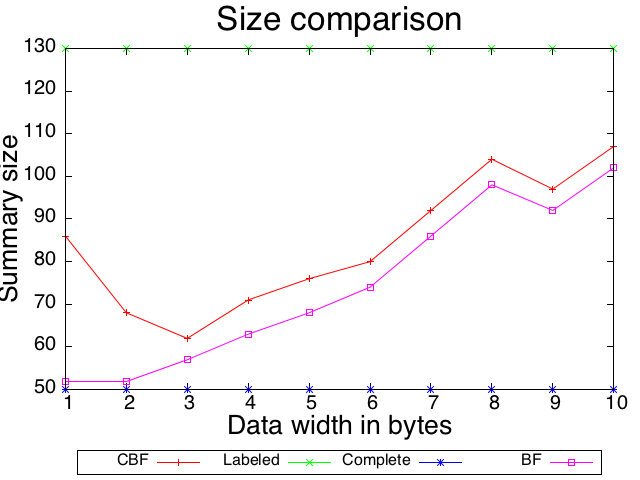 Size comparison
130
120
110
100
90
80
70
60
50
Summary size
1 2 3 4 5 6 7 8 9 10
Data width in bytes
CBF Labeled Complete BF